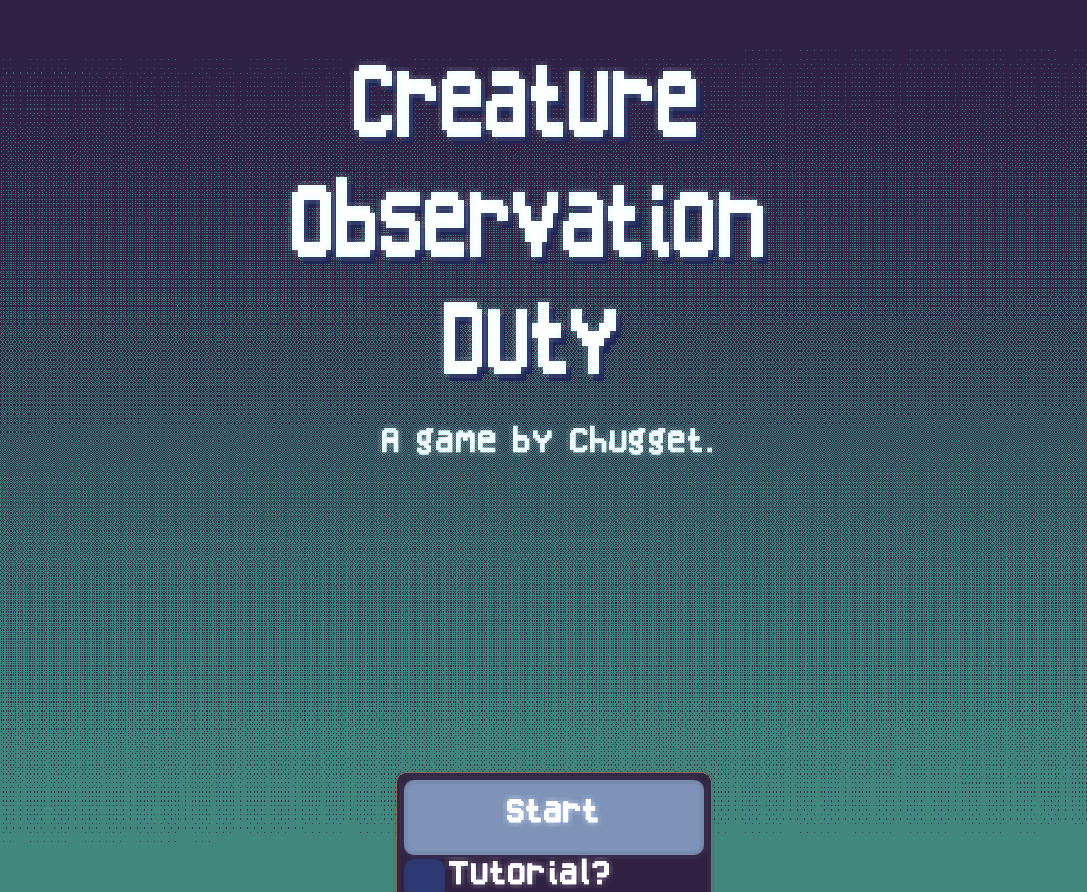 Creature
Observation
Duty
A game by Chugget.
Start
Tutorial?